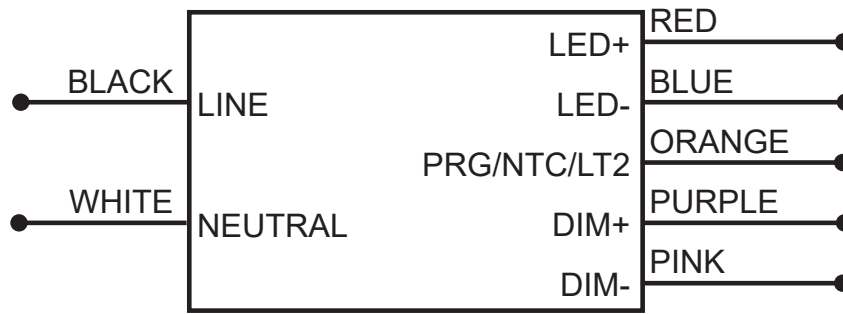 RED
LED+
BLACK
BLUE
LINE
LED-
ORANGE
PRG/NTC/LT2
WHITE
PURPLE
NEUTRAL
DIM+
PINK
DIM-